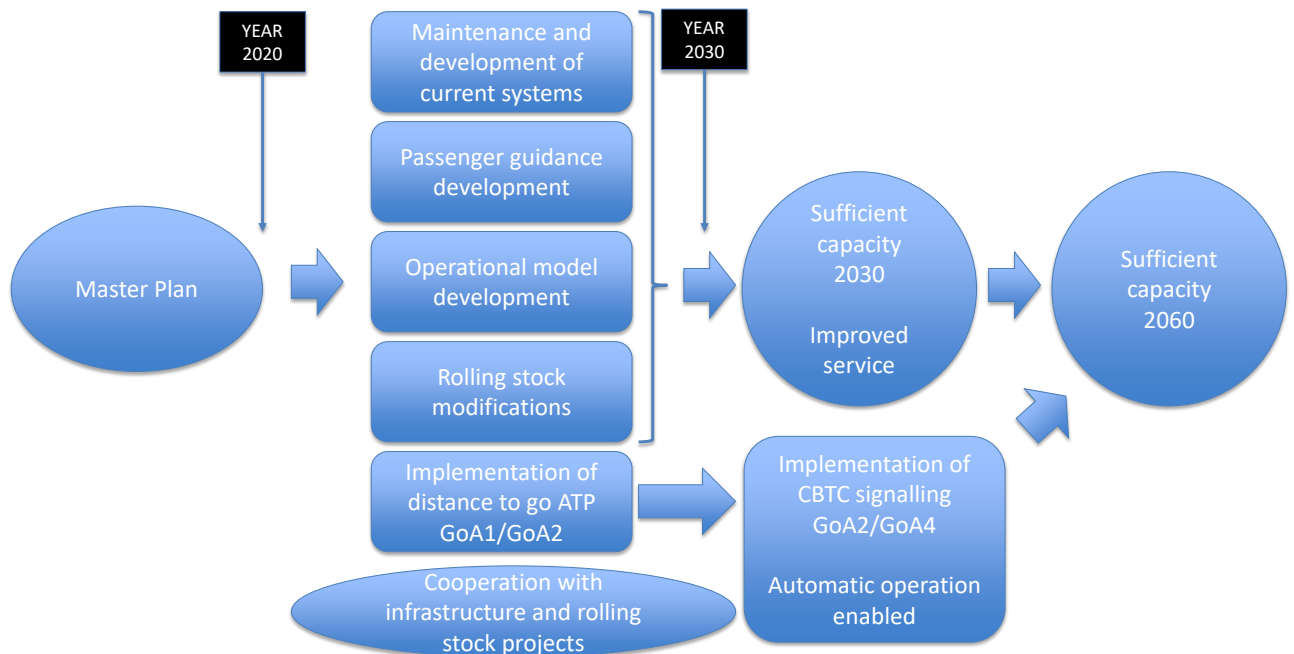 YEAR
2020
Maintenance and
development of
current systems
YEAR
2030
Passenger guidance
development
Master Plan
Operational model
development
Sufficient
capacity
2030
Improved
service
Sufficient
capacity
2060
Rolling stock
modifications
Implementation of
distance to go ATP
GoA1/GoA2
Implementation of
CBTC signalling
GoA2/GoA4
Automatic operation
enabled
Cooperation with
infrastructure and rolling
stock projects